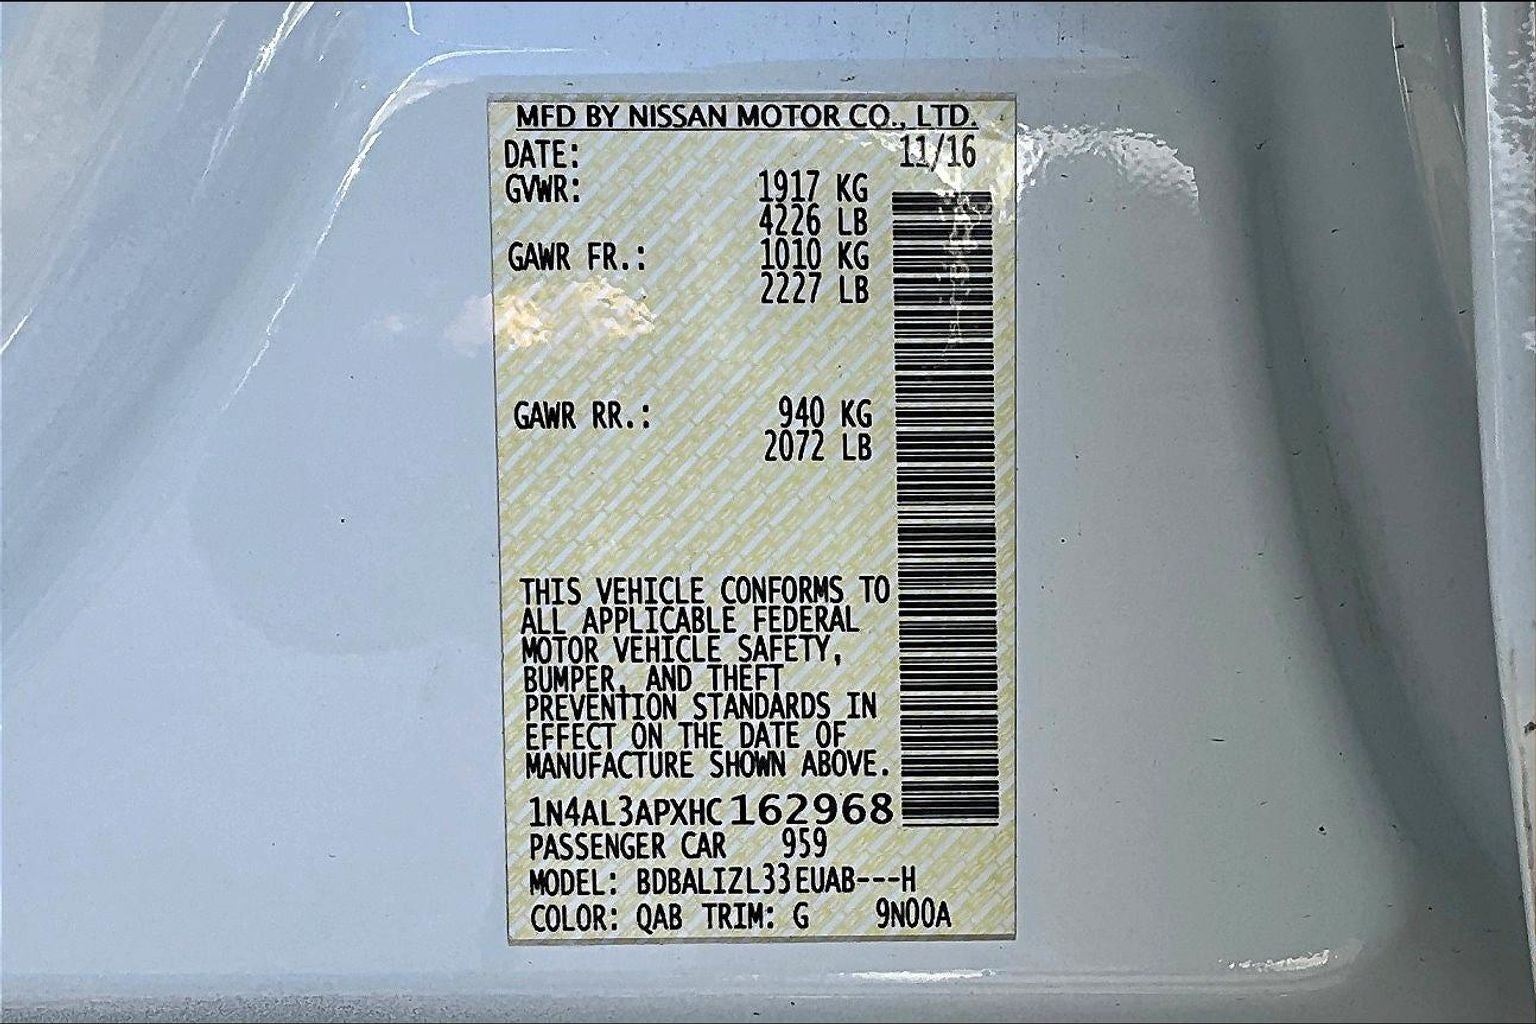 MFD BY NISSAN MOTOR CO., LTD.
DATE: 11/16
GVWR: 1917 KG
4226 LB
GAWR FR.: 1010 KG
2227 LB
GAWR RR.: 940 KG
2072 LB
THIS VEHICLE CONFORMS TO
ALL APPLICABLE FEDERAL
MOTOR VEHICLE SAFETY,
BUMPER, AND THEFT
PREVENTION STANDARDS IN
EFFECT ON THE DATE OF
MANUFACTURE SHOWN ABOVE.
1N4AL3APXHC162968
PASSENGER CAR 959
MODEL: BDBALIZL33EUAB---H
COLOR: QAB TRIM: G 9N00A